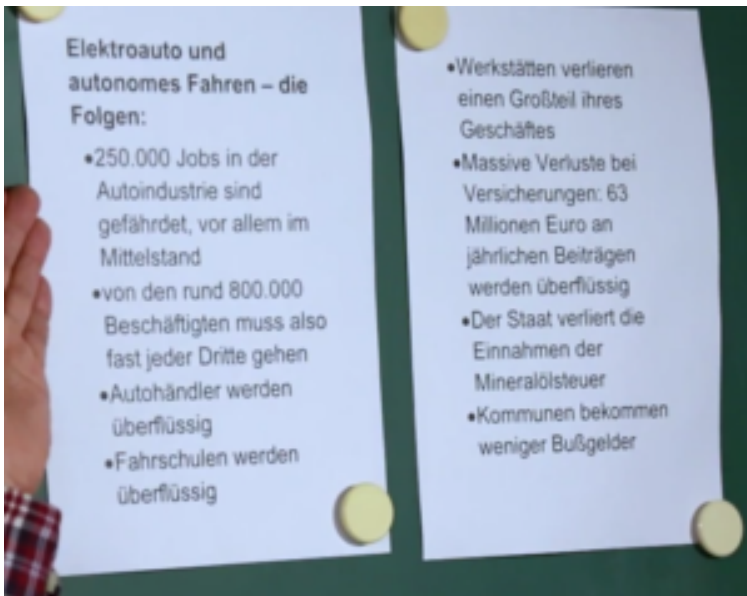 Elektroauto und
autonomes Fahren – die
Folgen:
•250.000 Jobs in der
Autoindustrie sind
gefährdet, vor allem im
Mittelstand
•von den rund 800.000
Beschäftigten muss also
fast jeder Dritte gehen
•Autohändler werden
überflüssig
•Fahrschulen werden
überflüssig
•Werkstätten verlieren
einen Großteil ihres
Geschäftes
•Massive Verluste bei
Versicherungen: 63
Millionen Euro an
jährlichen Beiträgen
werden überflüssig
•Der Staat verliert die
Einnahmen der
Mineralölsteuer
•Kommunen bekommen
weniger Bußgelder